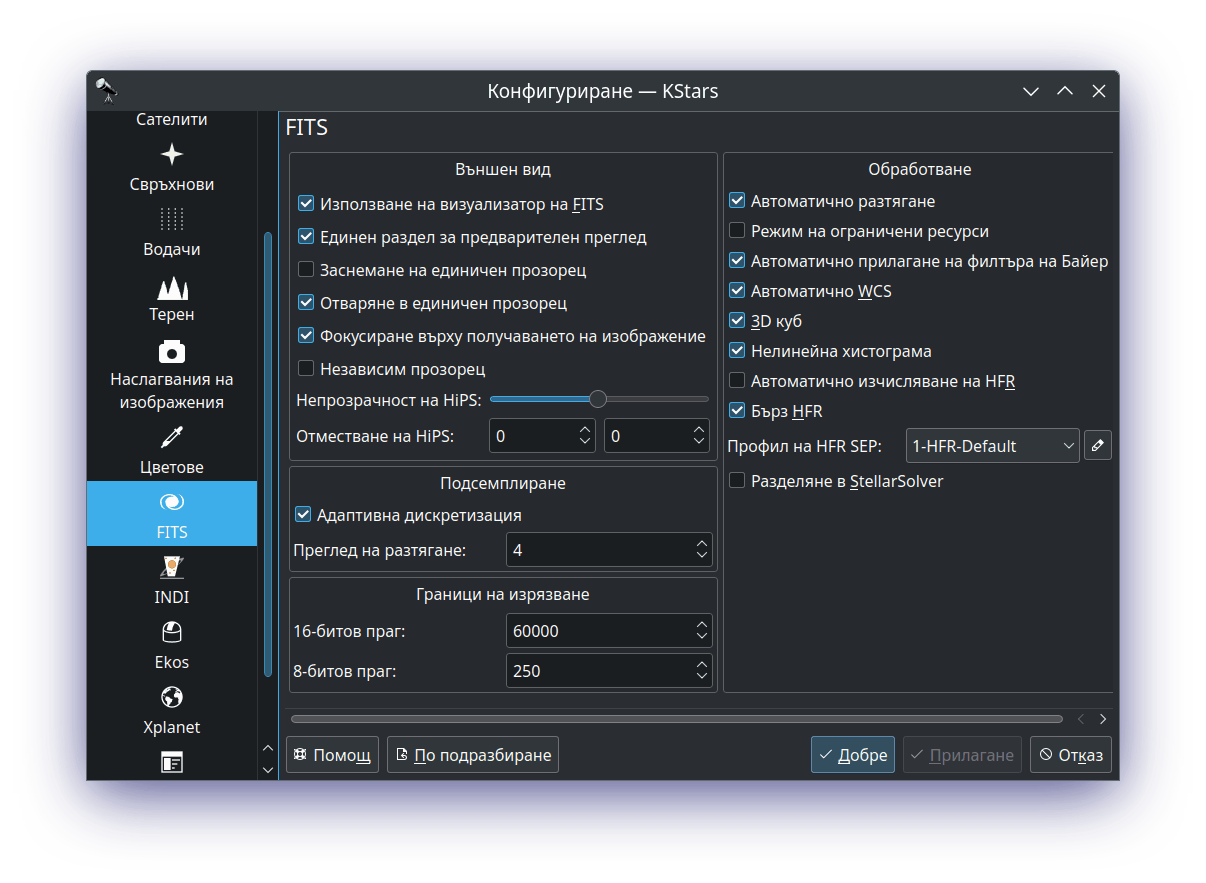 Конфигуриране — KStars
Сателити
Свръхнови
Водачи
Терен
Наслагвания на
изображения
Цветове
FITS
INDI
Ekos
Xplanet
FITS
Външен вид
Използване на визуализатор на FITS
Единен раздел за предварителен преглед
Заснемане на единичен прозорец
Отваряне в единичен прозорец
Фокусиране върху получаването на изображение
Независим прозорец
Непрозрачност на HiPS:
Отместване на HiPS: 0 0
Подсемплиране
Адаптивна дискретизация
Преглед на разтягане: 4
Граници на изрязване
16-битов праг: 60000
8-битов праг: 250
Обработване
Автоматично разтягане
Режим на ограничени ресурси
Автоматично прилагане на филтъра на Байер
Автоматично WCS
3D куб
Нелинейна хистограма
Автоматично изчисляване на HFR
Бърз HFR
Профил на HFR SEP: 1-HFR-Default
Разделяне в StellarSolver
Помощ По подразбиране Добре Прилагане Отказ